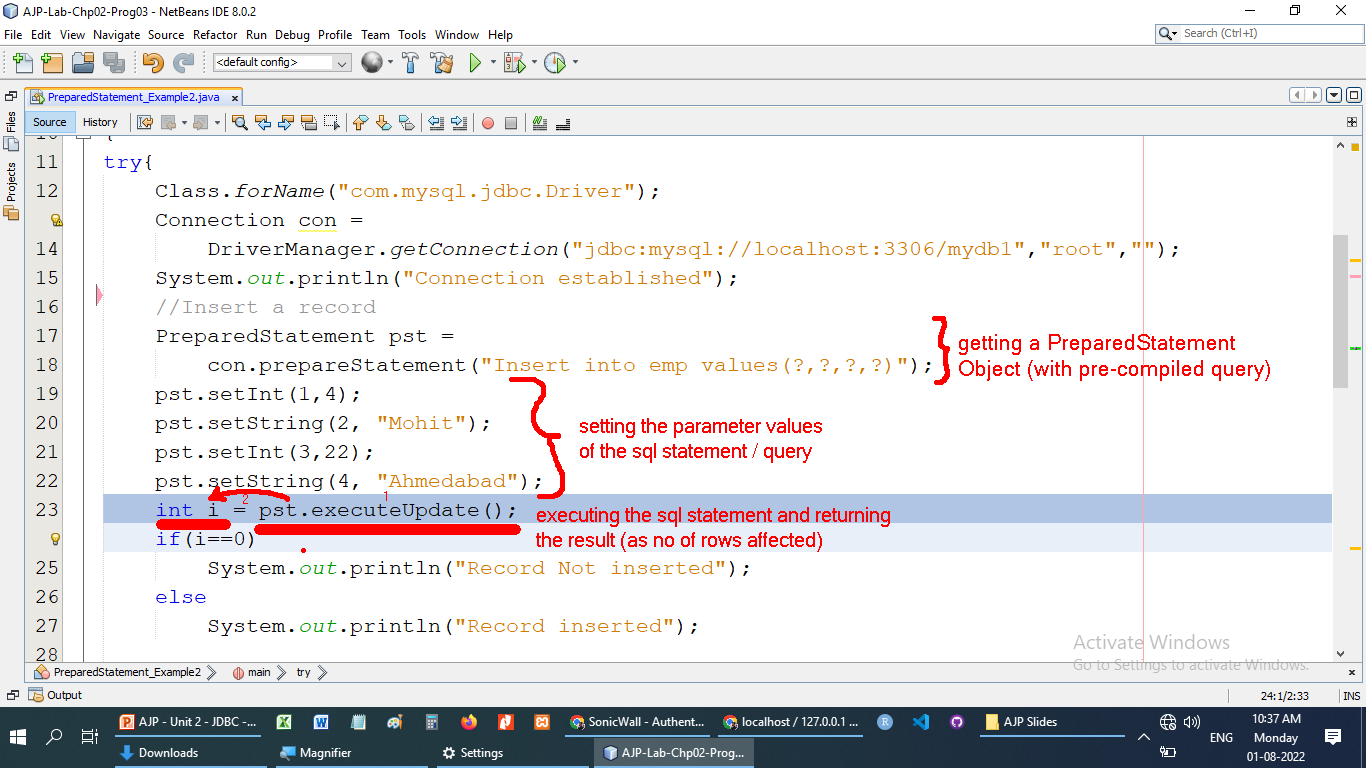 AJP-Lab-Chp02-Prog03 - NetBeans IDE 8.0.2
File Edit View Navigate Source Refactor Run Debug Profile Team Tools Window Help
Search (Ctrl+I)
<default config>
PreparedStatement_Example2.java
Source History
Files
Projects
11 try{
12 Class.forName("com.mysql.jdbc.Driver");
Connection con =
14 DriverManager.getConnection("jdbc:mysql://localhost:3306/mydb1","root","");
15 System.out.println("Connection established");
16 //Insert a record
17 PreparedStatement pst =
18 con.prepareStatement("Insert into emp values(?,?,?,?)");
getting a PreparedStatement
Object (with pre-compiled query)
19 pst.setInt(1,4);
20 pst.setString(2, "Mohit");
21 pst.setInt(3,22);
22 pst.setString(4, "Ahmedabad");
setting the parameter values
of the sql statement / query
2 1
23 int i = pst.executeUpdate();
executing the sql statement and returning
the result (as no of rows affected)
if(i==0)
25 System.out.println("Record Not inserted");
26 else
27 System.out.println("Record inserted");
28
Activate Windows
Go to Settings to activate Windows.
PreparedStatement_Example2 main try
Output
24:1/2:33 INS
AJP - Unit 2 - JDBC -...
SonicWall - Authent...
localhost / 127.0.0.1 ...
AJP Slides
Downloads
Magnifier
Settings
AJP-Lab-Chp02-Prog...
ENG
10:37 AM
Monday
01-08-2022